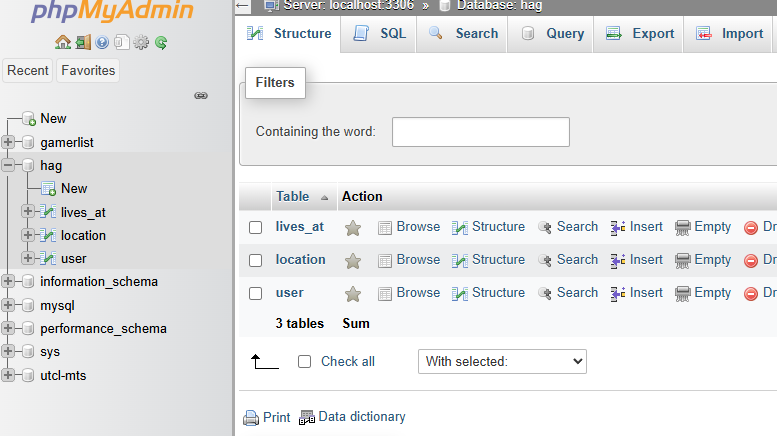 phpMyAdmin
Recent Favorites
New
gamerlist
hag
New
lives_at
location
user
information_schema
mysql
performance_schema
sys
utcl-mts
Server: localhost:3306 » Database: hag
Structure SQL Search Query Export Import
Filters
Containing the word:
Table Action
lives_at Browse Structure Search Insert Empty Dr
location Browse Structure Search Insert Empty Dr
user Browse Structure Search Insert Empty Dr
3 tables Sum
Check all With selected:
Print Data dictionary